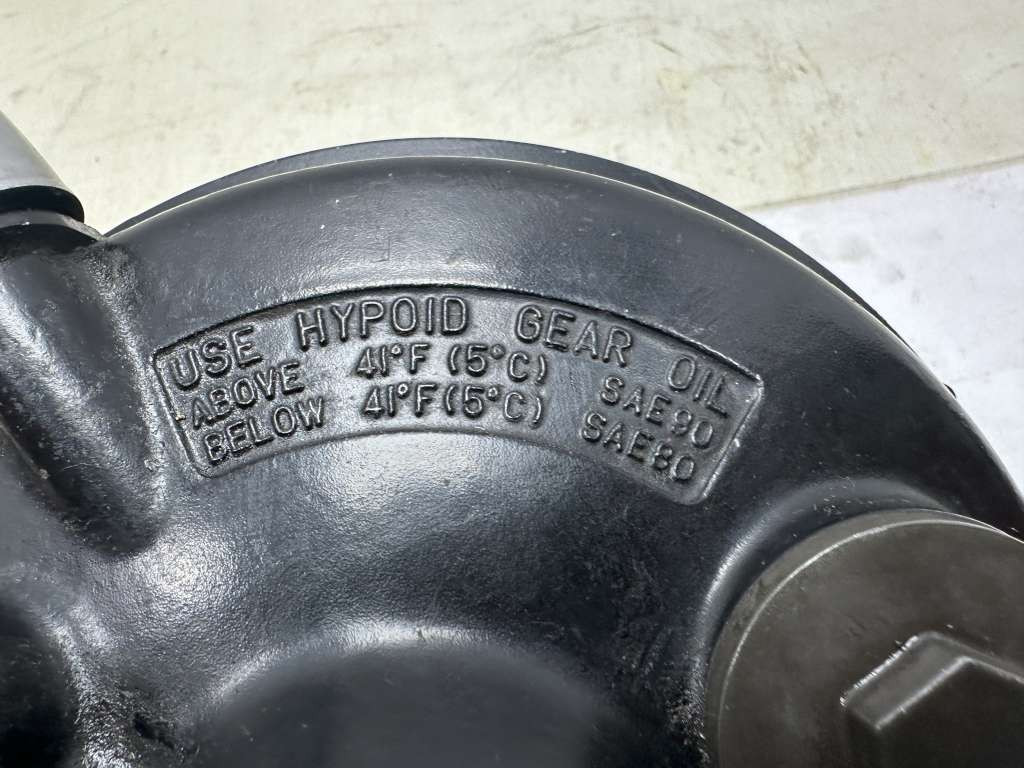 USE HYPOID GEAR OIL
ABOVE 41°F (5°C) SAE90
BELOW 41°F (5°C) SAE80